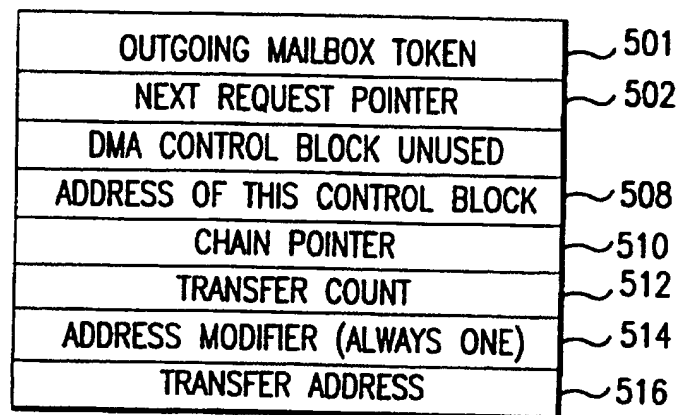 OUTGOING MAILBOX TOKEN 501
NEXT REQUEST POINTER 502
DMA CONTROL BLOCK UNUSED
ADDRESS OF THIS CONTROL BLOCK 508
CHAIN POINTER 510
TRANSFER COUNT 512
ADDRESS MODIFIER (ALWAYS ONE) 514
TRANSFER ADDRESS 516